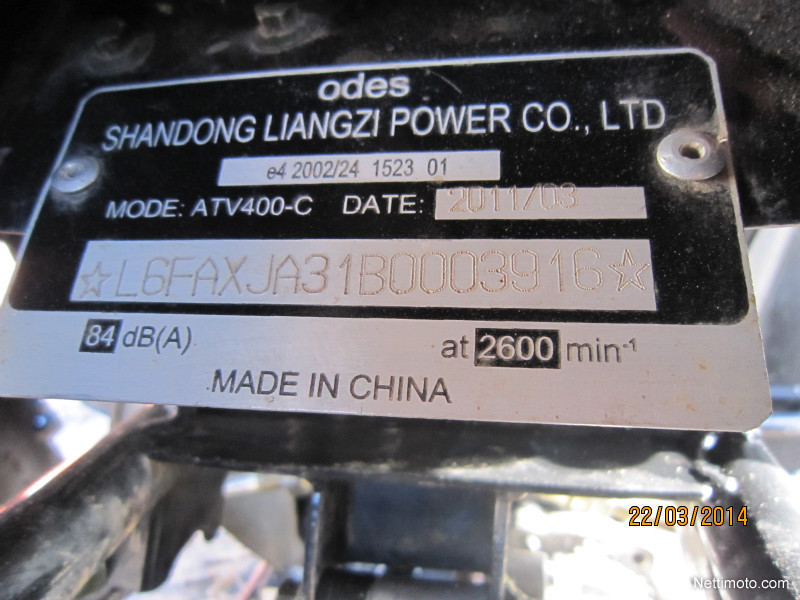 odes
SHANDONG LIANGZI POWER CO., LTD
e4 2002/24 1523 01
MODE: ATV400-C DATE: 2011/03
☆L6FAXJA31B0003916☆
84 dB(A) at 2600 min-1
MADE IN CHINA
22/03/2014
Nettimoto.com